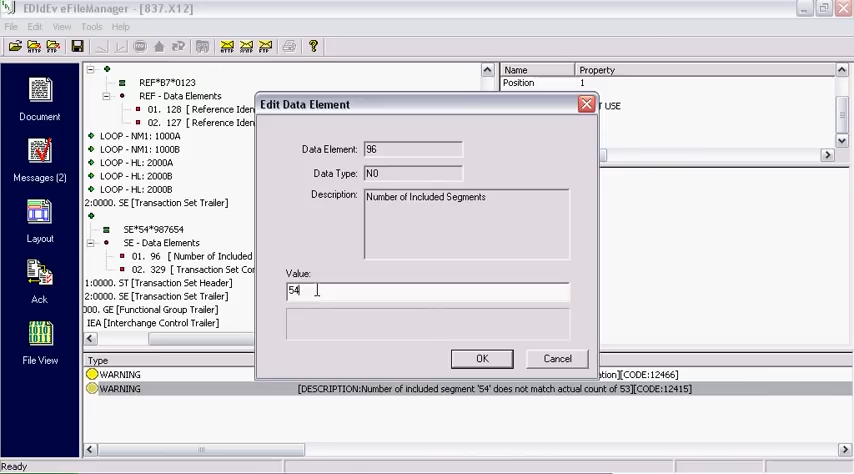 EDIdEv eFileManager - [837.X12]
File Edit View Tools Help
Document
Messages (2)
Layout
Ack
File View
REF*B7*0123
REF - Data Elements
01. 128 [ Reference Iden
02. 127 [ Reference Iden
LOOP - NM1: 1000A
LOOP - NM1: 1000B
LOOP - HL: 2000A
LOOP - HL: 2000B
2:0000. SE [Transaction Set Trailer]
SE*54*987654
SE - Data Elements
01. 96 [ Number of Included
02. 329 [ Transaction Set Con
1:0000. ST [Transaction Set Header]
2:0000. SE [Transaction Set Trailer]
000. GE [Functional Group Trailer]
IEA [Interchange Control Trailer]
Name Property
Position 1
T USE
Edit Data Element
Data Element: 96
Data Type: N0
Description: Number of Included Segments
Value:
54
OK Cancel
Type
WARNING ation][CODE:12466]
WARNING [DESCRIPTION:Number of included segment '54' does not match actual count of 53][CODE:12415]
Ready